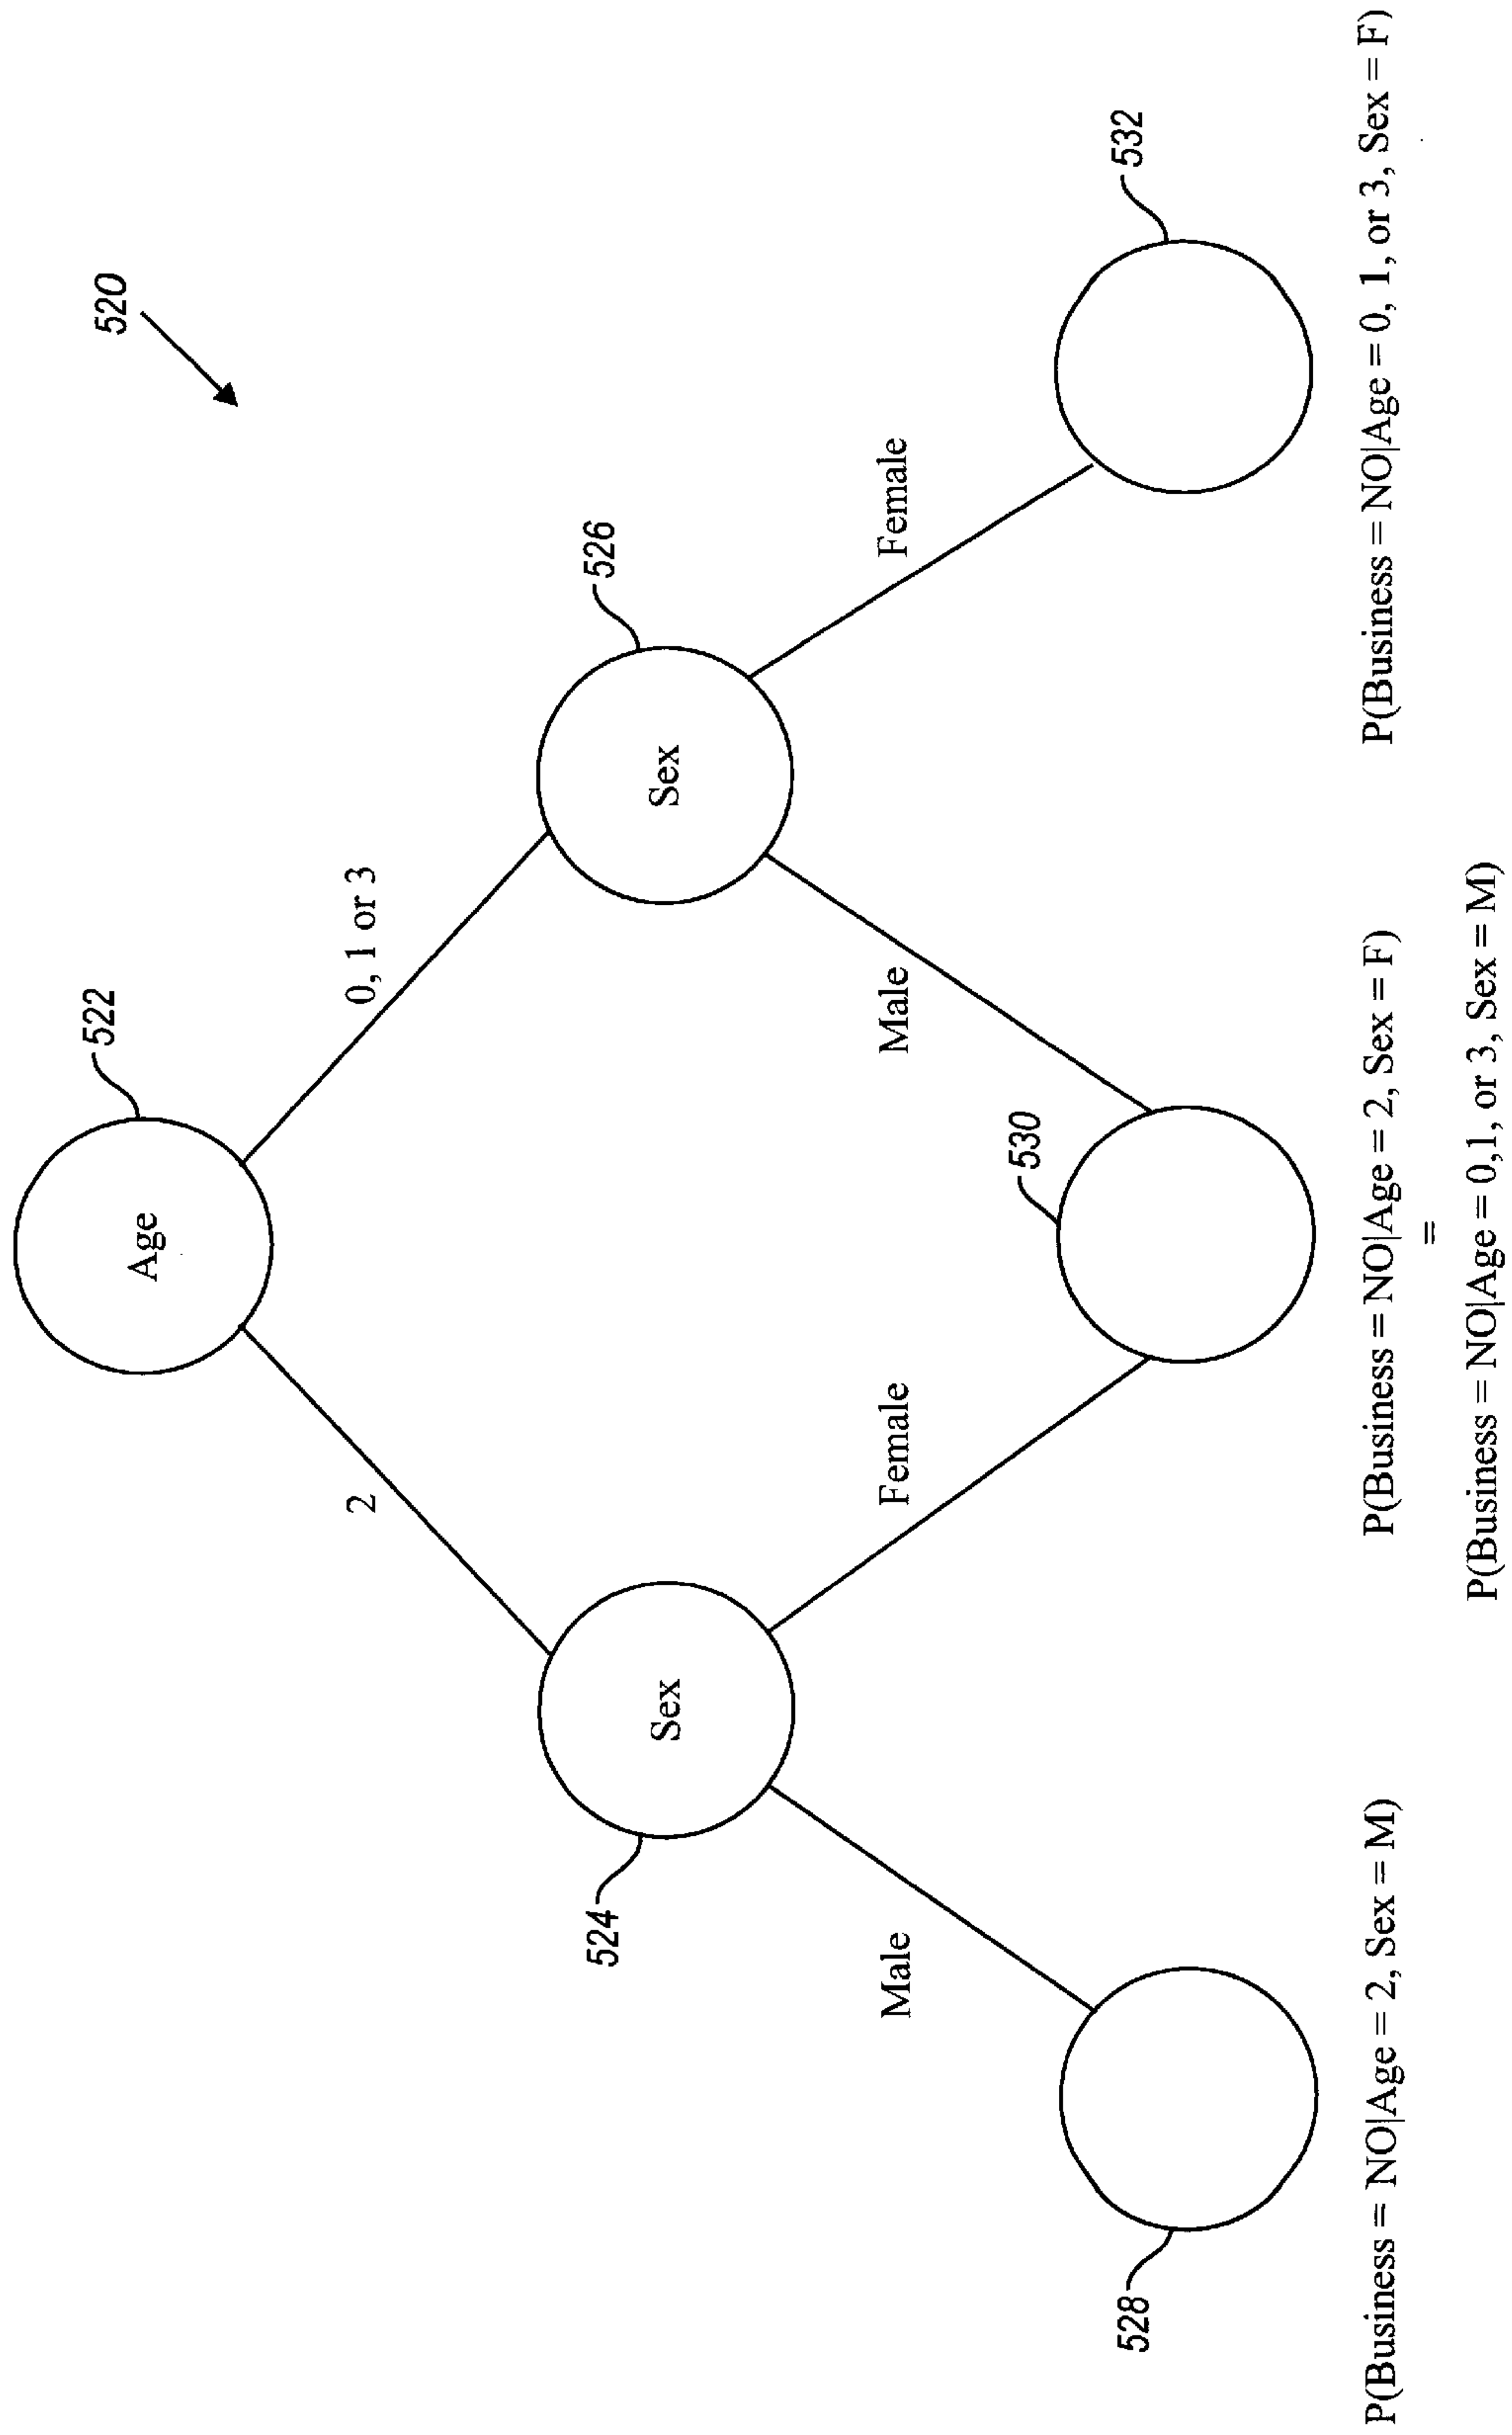 520
522
Age
2
0, 1 or 3
524
Sex
526
Sex
Male
Female
Male
Female
528
530
532
P(Business = NO|Age = 2, Sex = M)
P(Business = NO|Age = 2, Sex = F)
=
P(Business = NO|Age = 0,1, or 3, Sex = M)
P(Business = NO|Age = 0, 1, or 3, Sex = F)